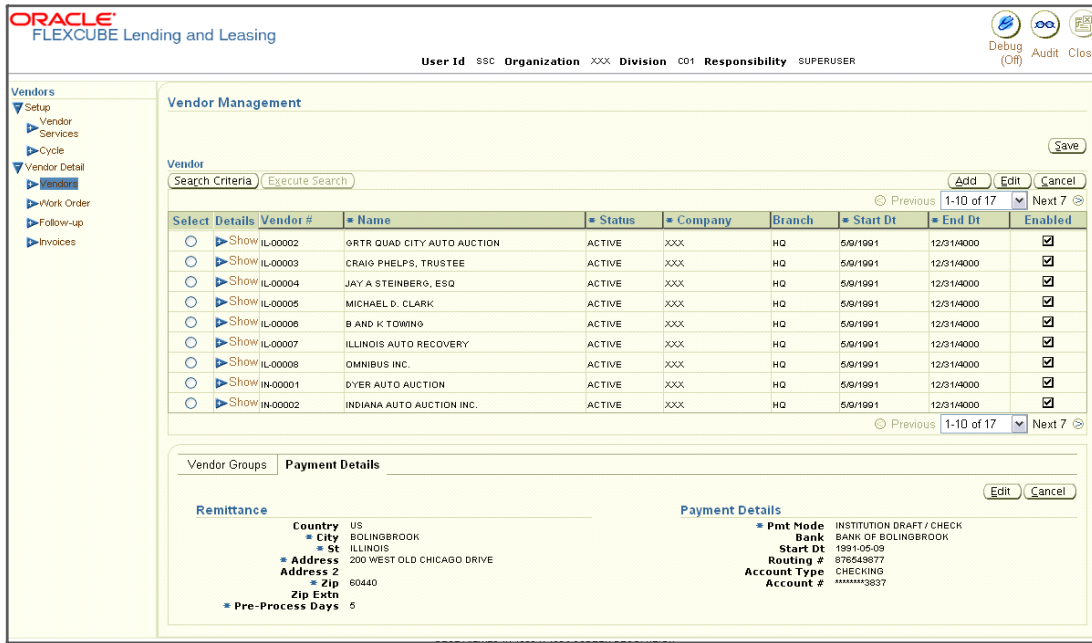 ORACLE
FLEXCUBE Lending and Leasing
Debug (Off) Audit Clos
User Id SSC Organization XXX Division C01 Responsibility SUPERUSER
Vendors
Setup
Vendor Services
Cycle
Vendor Detail
Vendors
Work Order
Follow-up
Invoices
Vendor Management
Save
Vendor
Search Criteria Execute Search Add Edit Cancel
Previous 1-10 of 17 Next 7
Select Details Vendor # * Name * Status * Company Branch * Start Dt * End Dt Enabled
Show IL-00002 GRTR QUAD CITY AUTO AUCTION ACTIVE XXX HQ 5/9/1991 12/31/4000
Show IL-00003 CRAIG PHELPS, TRUSTEE ACTIVE XXX HQ 5/9/1991 12/31/4000
Show IL-00004 JAY A STEINBERG, ESQ ACTIVE XXX HQ 5/9/1991 12/31/4000
Show IL-00005 MICHAEL D. CLARK ACTIVE XXX HQ 5/9/1991 12/31/4000
Show IL-00006 B AND K TOWING ACTIVE XXX HQ 5/9/1991 12/31/4000
Show IL-00007 ILLINOIS AUTO RECOVERY ACTIVE XXX HQ 5/9/1991 12/31/4000
Show IL-00008 OMNIBUS INC. ACTIVE XXX HQ 5/9/1991 12/31/4000
Show IN-00001 DYER AUTO AUCTION ACTIVE XXX HQ 5/9/1991 12/31/4000
Show IN-00002 INDIANA AUTO AUCTION INC. ACTIVE XXX HQ 5/9/1991 12/31/4000
Previous 1-10 of 17 Next 7
Vendor Groups Payment Details
Edit Cancel
Remittance
Country US
* City BOLINGBROOK
* St ILLINOIS
* Address 200 WEST OLD CHICAGO DRIVE
Address 2
* Zip 60440
Zip Extn
* Pre-Process Days 5
Payment Details
* Pmt Mode INSTITUTION DRAFT / CHECK
Bank BANK OF BOLINGBROOK
Start Dt 1991-05-09
Routing # 876549877
Account Type CHECKING
Account # ********3837